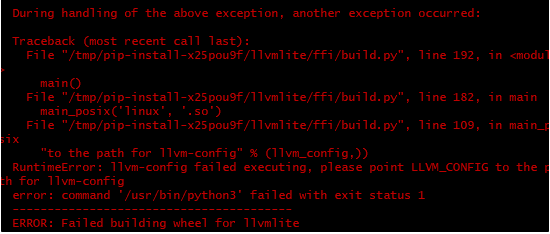 During handling of the above exception, another exception occurred:
Traceback (most recent call last):
File "/tmp/pip-install-x25pou9f/llvmlite/ffi/build.py", line 192, in <modul
main()
File "/tmp/pip-install-x25pou9f/llvmlite/ffi/build.py", line 182, in main
main_posix('linux', '.so')
File "/tmp/pip-install-x25pou9f/llvmlite/ffi/build.py", line 109, in main_p
six
"to the path for llvm-config" % (llvm_config,))
RuntimeError: llvm-config failed executing, please point LLVM_CONFIG to the p
th for llvm-config
error: command '/usr/bin/python3' failed with exit status 1
----------------------------------------
ERROR: Failed building wheel for llvmlite